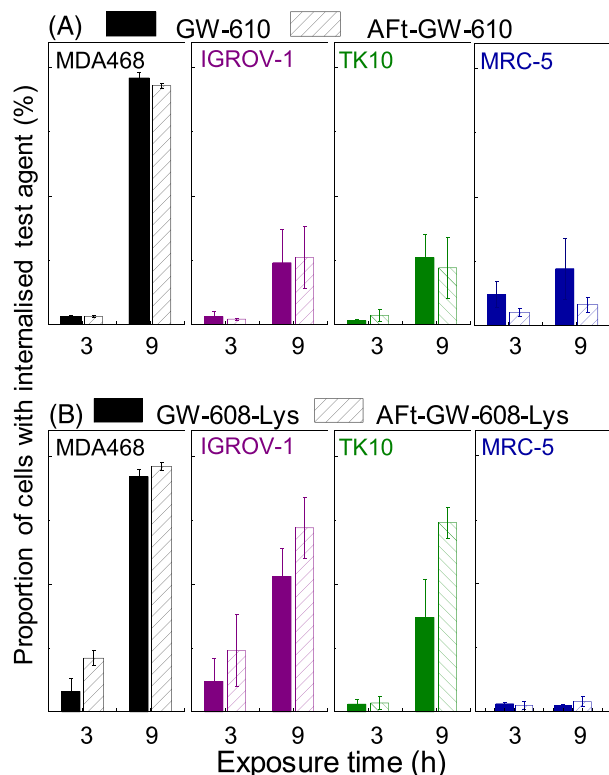 (A) GW-610 AFt-GW-610
MDA468 IGROV-1 TK10 MRC-5
3 9 3 9 3 9 3 9
(B) GW-608-Lys AFt-GW-608-Lys
MDA468 IGROV-1 TK10 MRC-5
3 9 3 9 3 9 3 9
Exposure time (h)
Proportion of cells with internalised test agent (%)